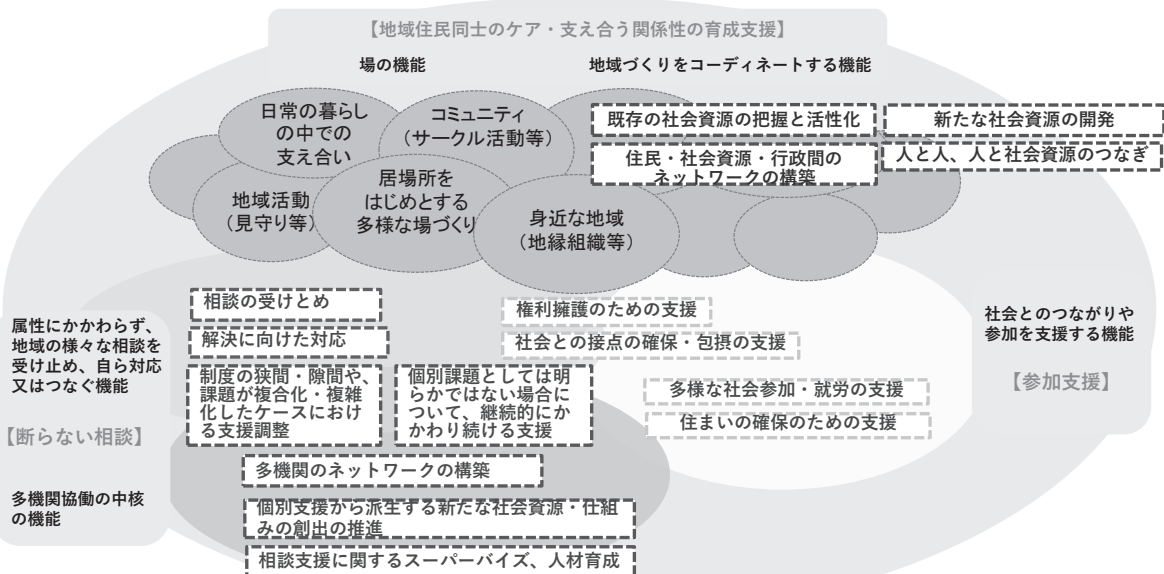 【地域住民同士のケア・支え合う関係性の育成支援】
場の機能
地域づくりをコーディネートする機能
日常の暮らし
の中での
支え合い
コミュニティ
（サークル活動等）
既存の社会資源の把握と活性化
新たな社会資源の開発
住民・社会資源・行政間の
ネットワークの構築
人と人、人と社会資源のつなぎ
地域活動
（見守り等）
居場所を
はじめとする
多様な場づくり
身近な地域
（地縁組織等）
属性にかかわらず、
地域の様々な相談を
受け止め、自ら対応
又はつなぐ機能
【断らない相談】
多機関協働の中核
の機能
相談の受けとめ
解決に向けた対応
制度の狭間・隙間や、
課題が複合化・複雑
化したケースにおけ
る支援調整
個別課題としては明
らかではない場合に
ついて、継続的にか
かわり続ける支援
多機関のネットワークの構築
個別支援から派生する新たな社会資源・仕組
みの創出の推進
相談支援に関するスーパーバイズ、人材育成
権利擁護のための支援
社会との接点の確保・包摂の支援
多様な社会参加・就労の支援
住まいの確保のための支援
社会とのつながりや
参加を支援する機能
【参加支援】